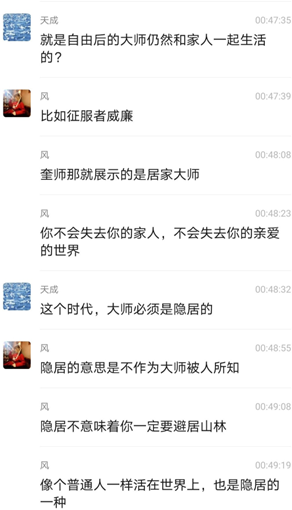 天成 00:47:35
就是自由后的大师仍然和家人一起生活
的？
风 00:47:39
比如征服者威廉
风 00:48:08
奎师那就展示的是居家大师
风 00:48:23
你不会失去你的家人，不会失去你的亲爱
的世界
天成 00:48:32
这个时代，大师必须是隐居的
风 00:48:55
隐居的意思是不作为大师被人所知
风 00:49:08
隐居不意味着你一定要避居山林
风 00:49:19
像个普通人一样活在世界上，也是隐居的
一种